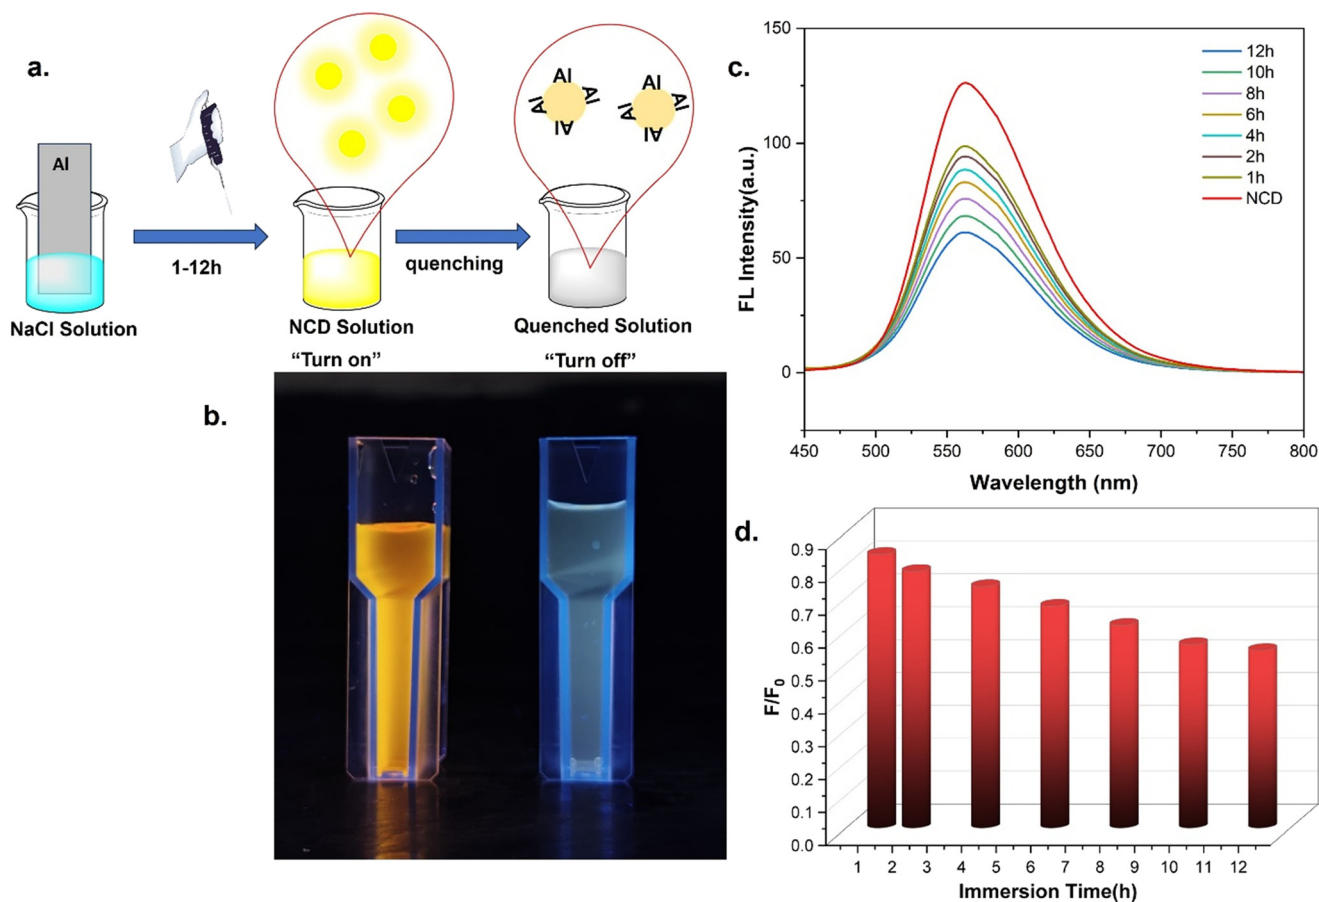 a.
Al
NaCl Solution
1-12h
NCD Solution
"Turn on"
quenching
Al
Al
Al
Al
Al
Al
Al
Al
Quenched Solution
"Turn off"
b.
c.
150
100
50
0
FL Intensity(a.u.)
12h
10h
8h
6h
4h
2h
1h
NCD
450 500 550 600 650 700 750 800
Wavelength (nm)
d.
0.9
0.8
0.7
0.6
0.5
0.4
0.3
0.2
0.1
0.0
F/F0
1 2 3 4 5 6 7 8 9 10 11 12
Immersion Time(h)